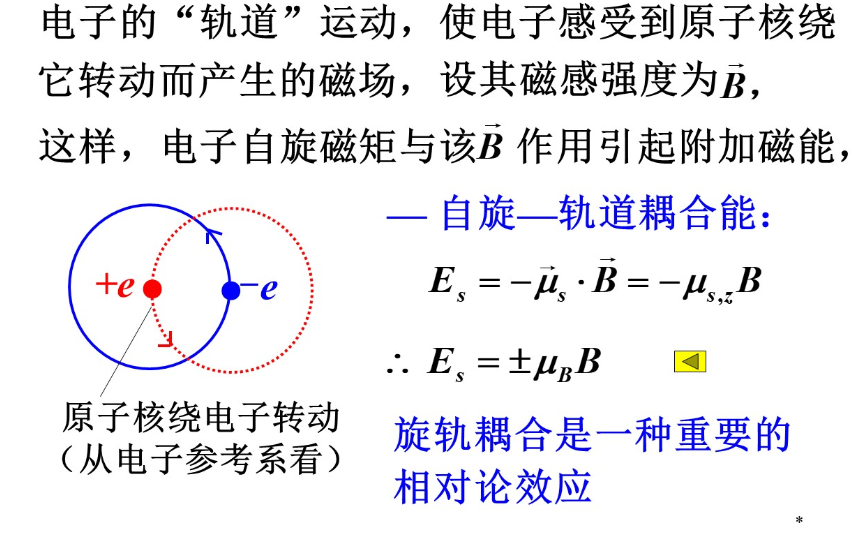 电子的“轨道”运动，使电子感受到原子核绕
它转动而产生的磁场，设其磁感强度为 $\vec{B}$，
这样，电子自旋磁矩与该 $\vec{B}$ 作用引起附加磁能，
— 自旋—轨道耦合能：
$E_s = -\vec{\mu}_s \cdot \vec{B} = -\mu_{s,z} B$
+e
−e
∴ $E_s = \pm \mu_B B$
原子核绕电子转动
（从电子参考系看）
旋轨耦合是一种重要的
相对论效应
*